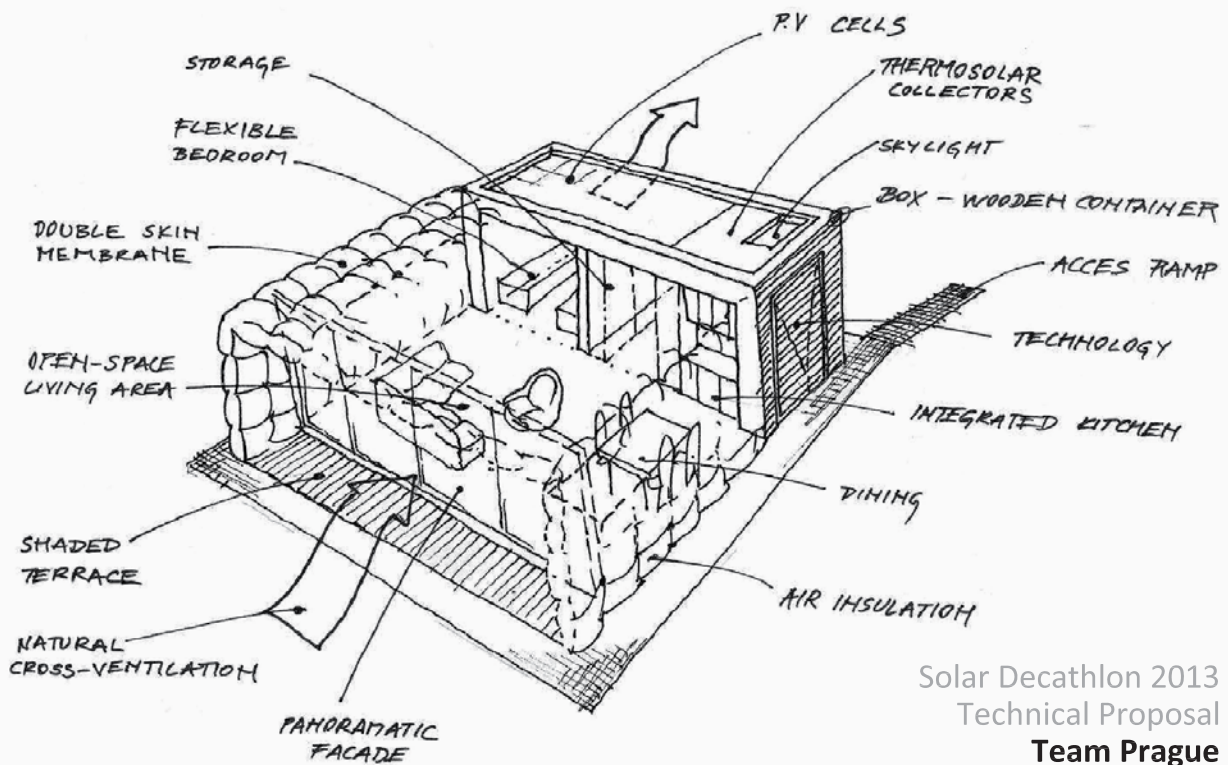 P.V CELLS
STORAGE
THERMOSOLAR
COLLECTORS
FLEXIBLE
BEDROOM
SKYLIGHT
BOX - WOODEN CONTAINER
DOUBLE SKIN
MEMBRANE
ACCES RAMP
TECHNOLOGY
OPEN-SPACE
LIVING AREA
INTEGRATED KITCHEN
DINING
SHADED
TERRACE
AIR INSULATION
NATURAL
CROSS-VENTILATION
PANORAMATIC
FACADE
Solar Decathlon 2013
Technical Proposal
Team Prague